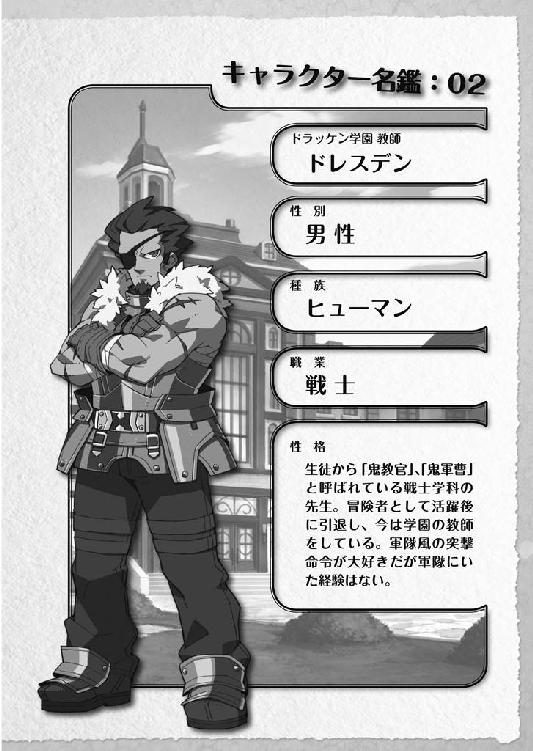 キャラクター名鑑：02
ドラッケン学園 教師
ドレスデン
性 別
男 性
種 族
ヒューマン
職 業
戦 士
性 格
生徒から「鬼教官」、「鬼軍曹」
と呼ばれている戦士学科の
先生。冒険者として活躍後
に引退し、今は学園の教師
をしている。軍隊風の突撃
命令が大好きだが軍隊にい
た経験はない。